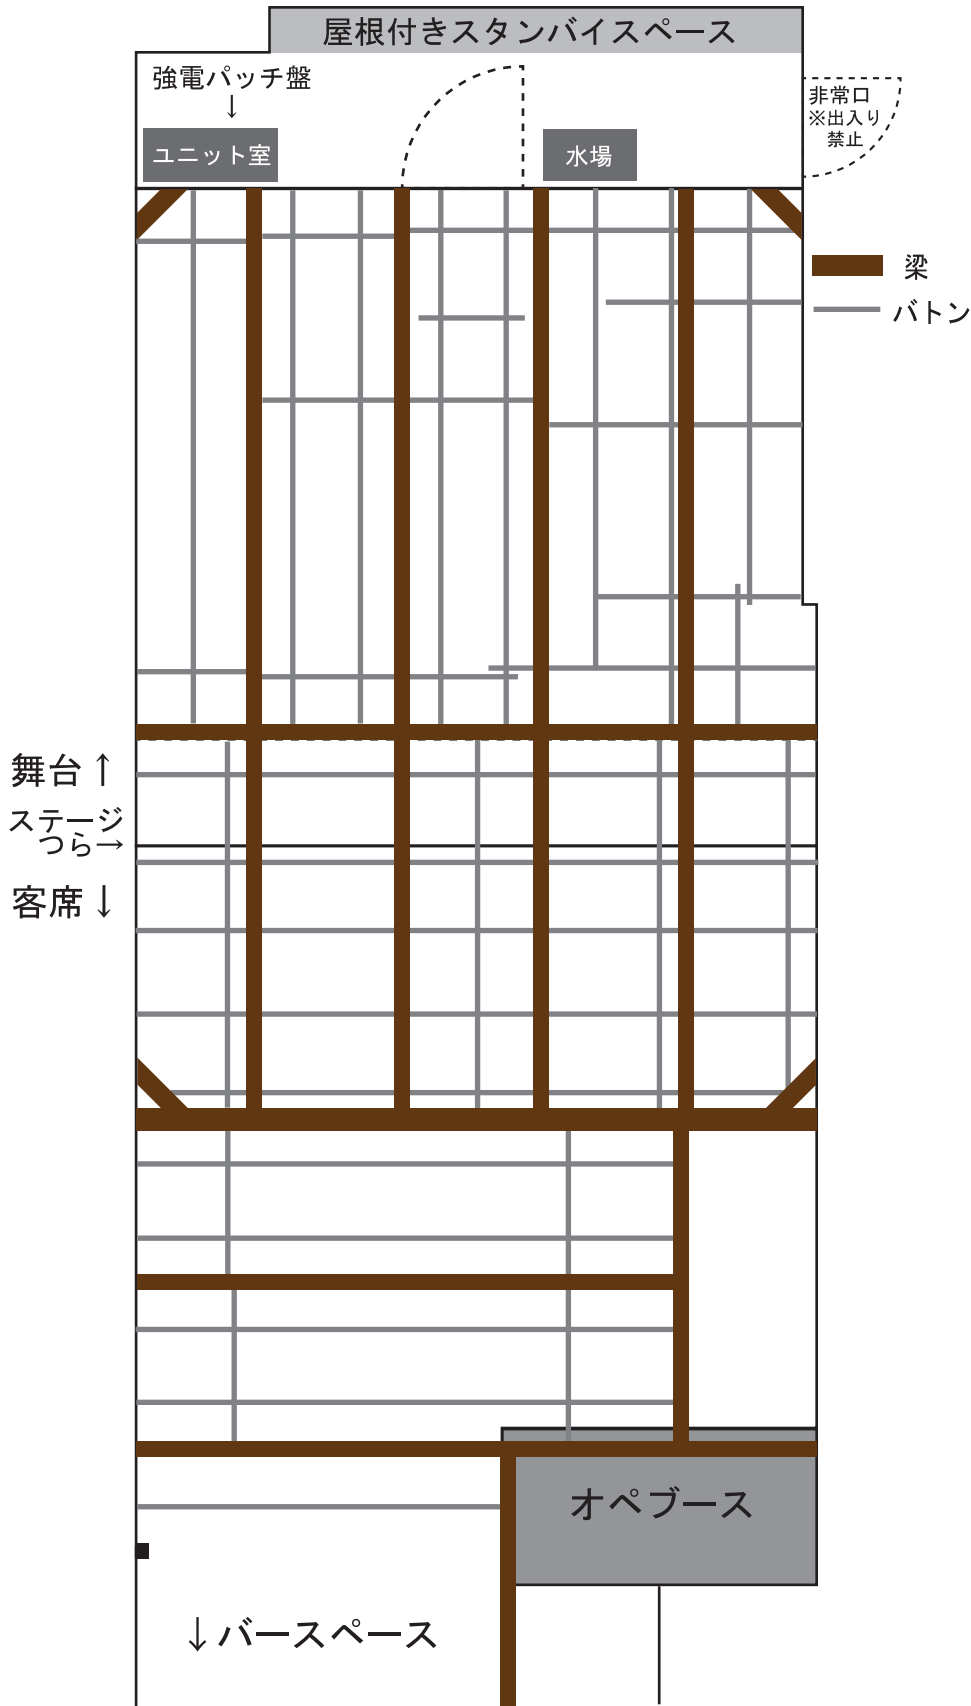 屋根付きスタンバイスペース
強電パッチ盤
↓
ユニット室
水場
非常口
※出入り
禁止
梁
バトン
舞台↑
ステージ
つら→
客席↓
オペブース
↓バースペース